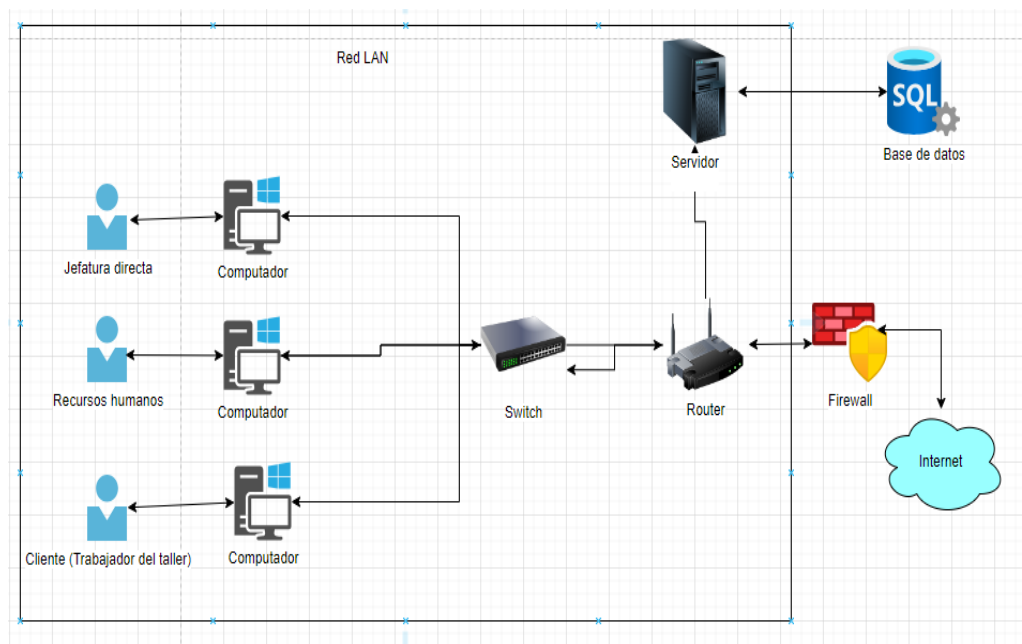 Red LAN
SQL
Servidor
Base de datos
Jefatura directa
Computador
Recursos humanos
Computador
Switch
Router
Firewall
Internet
Cliente (Trabajador del taller)
Computador